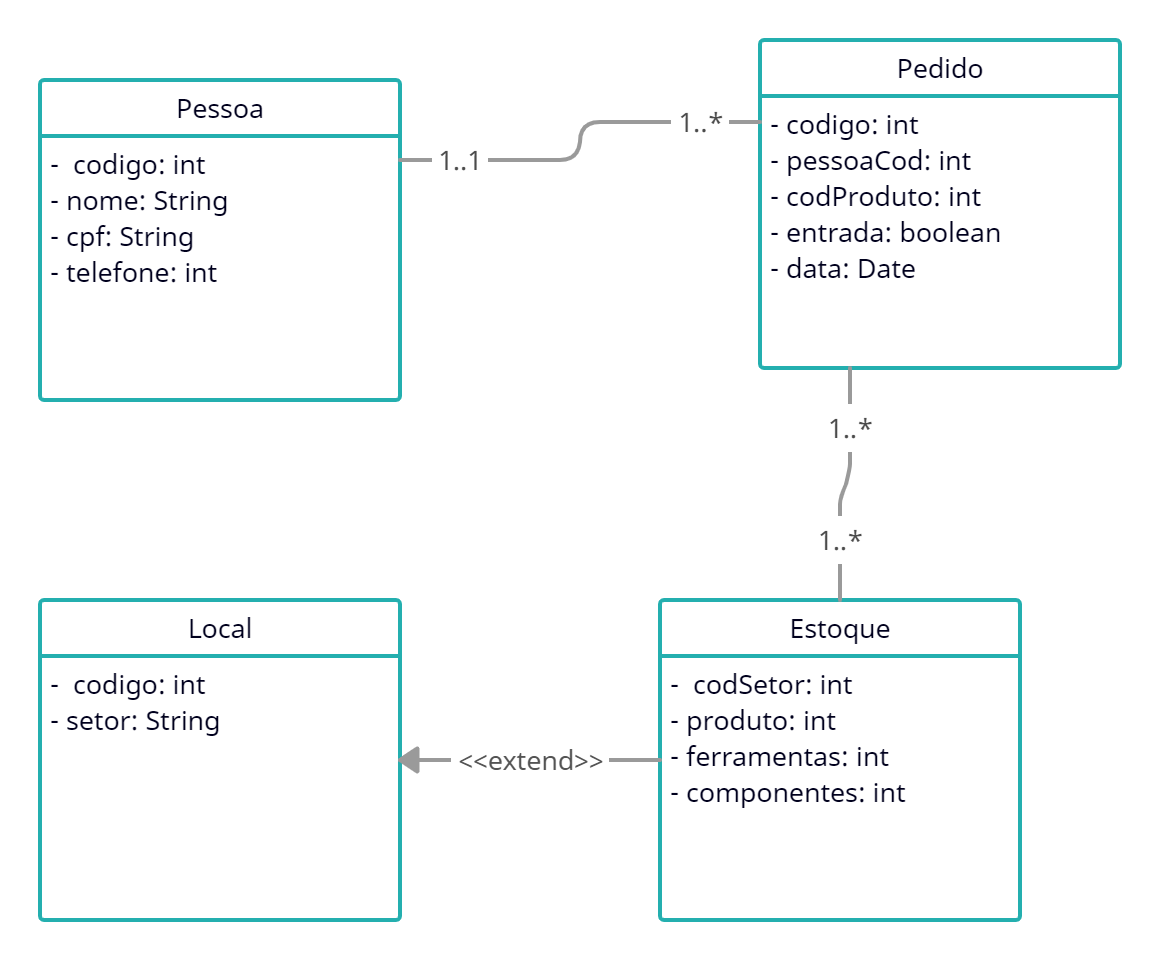 Pessoa
-  codigo: int
- nome: String
- cpf: String
- telefone: int
1..1
1..*
Pedido
- codigo: int
- pessoaCod: int
- codProduto: int
- entrada: boolean
- data: Date
1..*
1..*
Local
-  codigo: int
- setor: String
<<extend>>
Estoque
-  codSetor: int
- produto: int
- ferramentas: int
- componentes: int